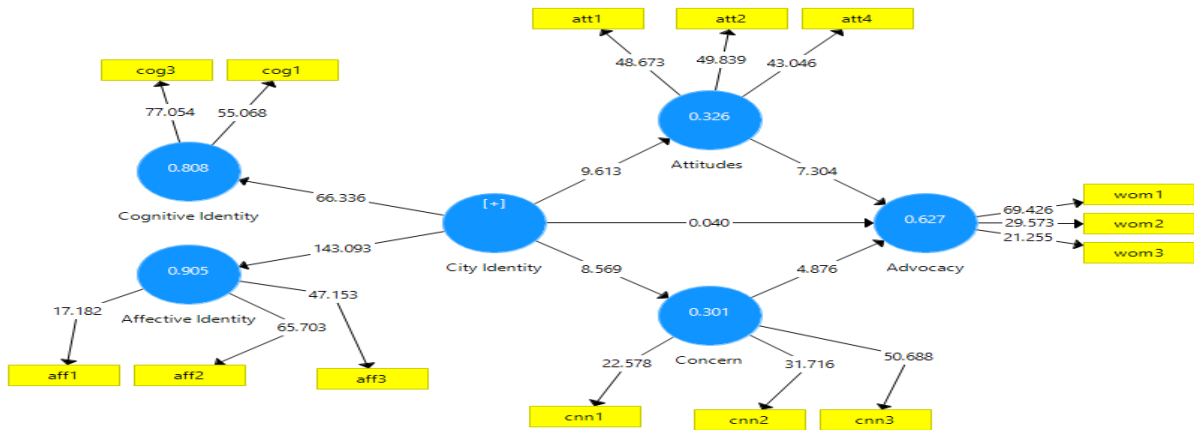 att1
att2
att4
48.673
49.839
43.046
cog3
cog1
77.054
55.068
0.326
Attitudes
0.808
Cognitive Identity
66.336
9.613
7.304
[+]
City Identity
0.040
0.627
Advocacy
69.426
29.573
21.255
wom1
wom2
wom3
143.093
8.569
4.876
0.905
Affective Identity
17.182
65.703
47.153
0.301
Concern
22.578
31.716
50.688
aff1
aff2
aff3
cnn1
cnn2
cnn3